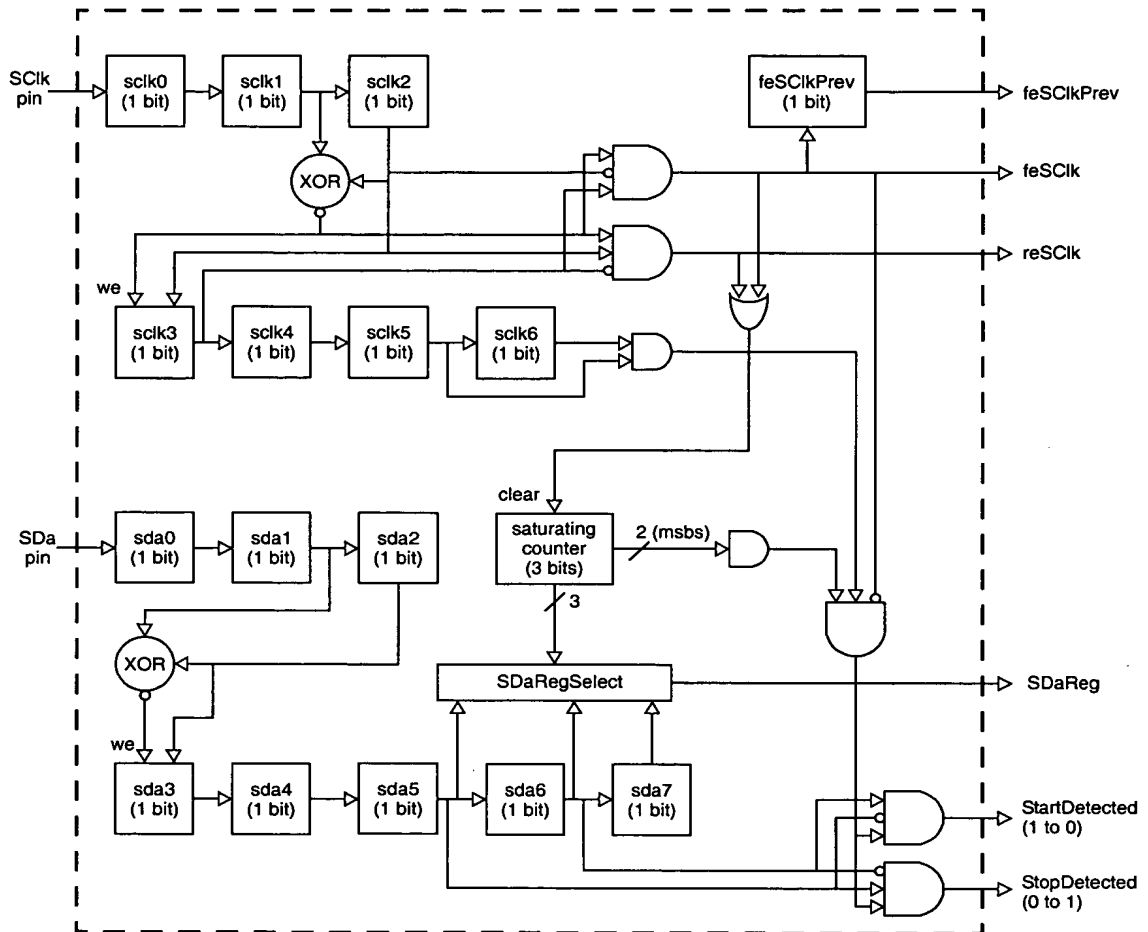 SClk
pin
sclk0
(1 bit)
sclk1
(1 bit)
sclk2
(1 bit)
feSClkPrev
(1 bit)
feSClkPrev
XOR
feSClk
reSClk
we
sclk3
(1 bit)
sclk4
(1 bit)
sclk5
(1 bit)
sclk6
(1 bit)
clear
saturating
counter
(3 bits)
2 (msbs)
3
SDa
pin
sda0
(1 bit)
sda1
(1 bit)
sda2
(1 bit)
XOR
SDaRegSelect
SDaReg
we
sda3
(1 bit)
sda4
(1 bit)
sda5
(1 bit)
sda6
(1 bit)
sda7
(1 bit)
StartDetected
(1 to 0)
StopDetected
(0 to 1)